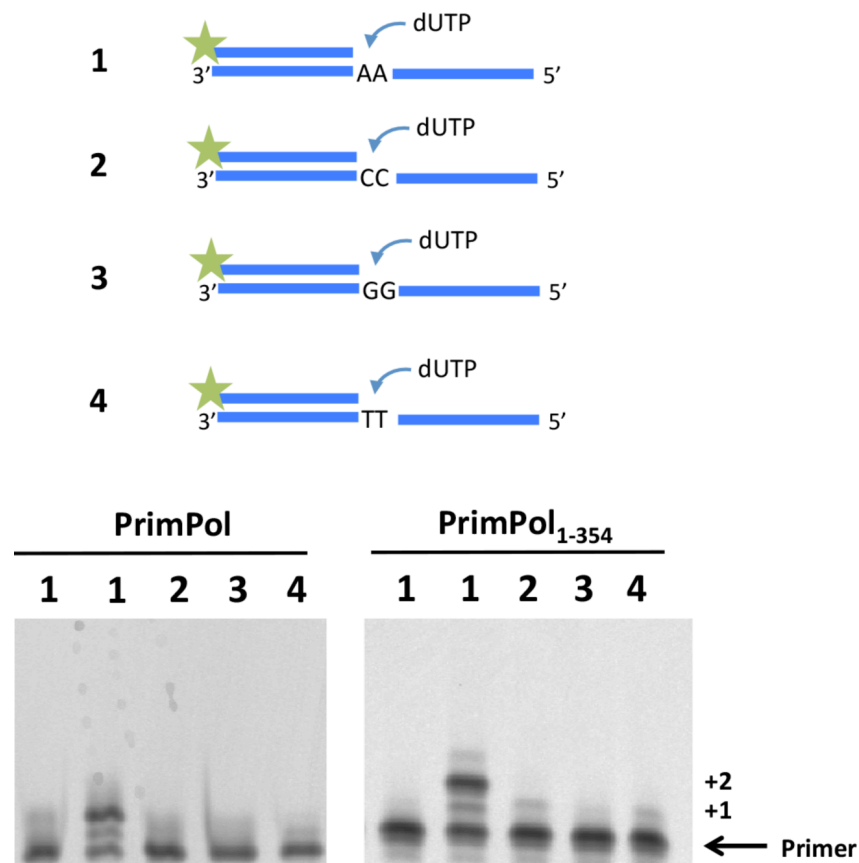 dUTP
1
3’ AA 5’
dUTP
2
3’ CC 5’
dUTP
3
3’ GG 5’
dUTP
4
3’ TT 5’
PrimPol PrimPol1-354
1 1 2 3 4 1 1 2 3 4
+2
+1
Primer